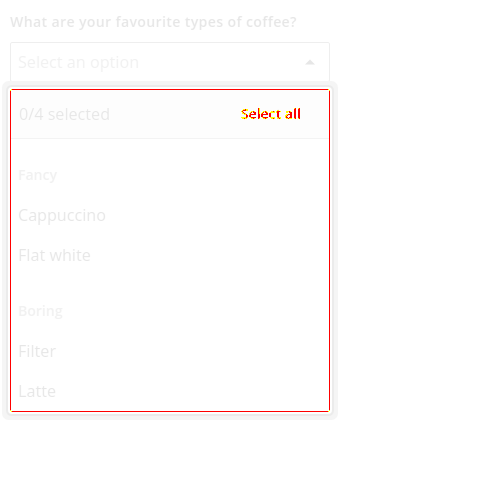 What are your favourite types of coffee?
Select an option
0/4 selected Select all
Fancy
Cappuccino
Flat white
Boring
Filter
Latte